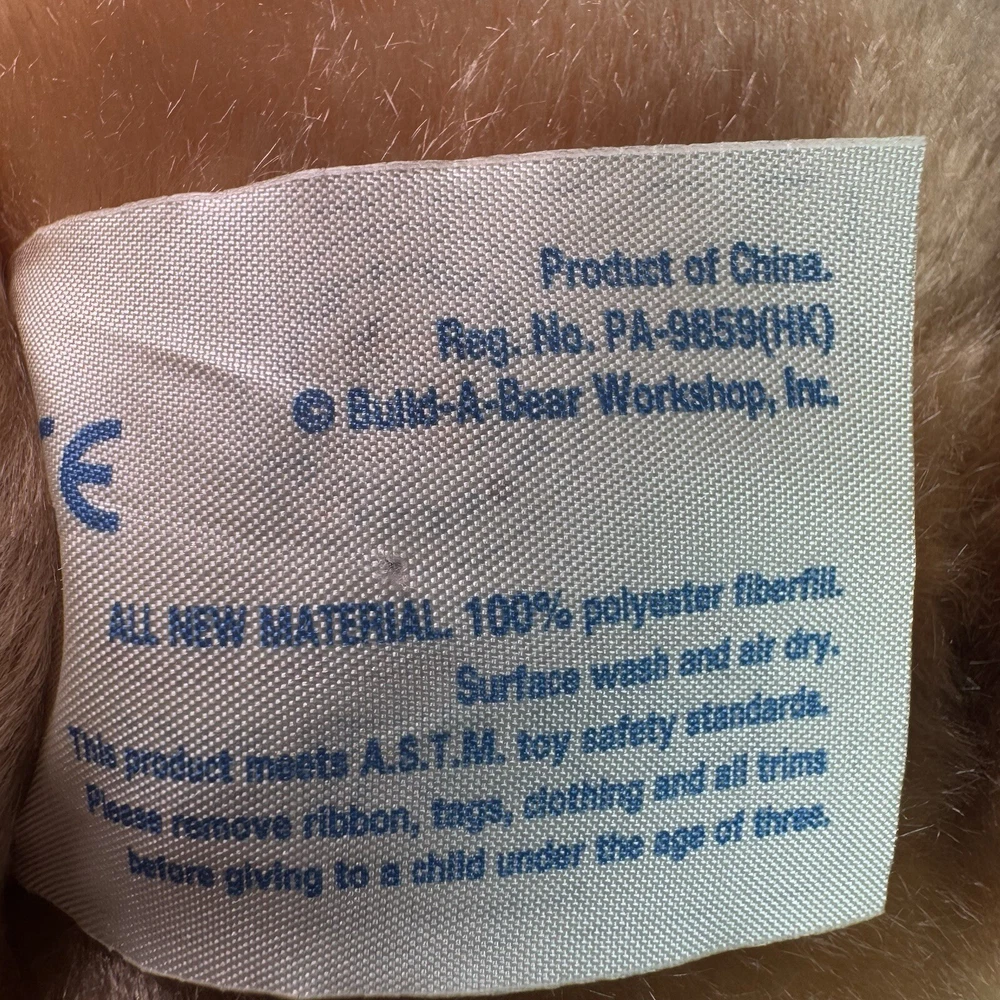 Product of China.
Reg. No. PA-9859(HK)
© Build-A-Bear Workshop, Inc.
CE
ALL NEW MATERIAL. 100% polyester fiberfill.
Surface wash and air dry.
This product meets A.S.T.M. toy safety standards.
Please remove ribbon, tags, clothing and all trims
before giving to a child under the age of three.